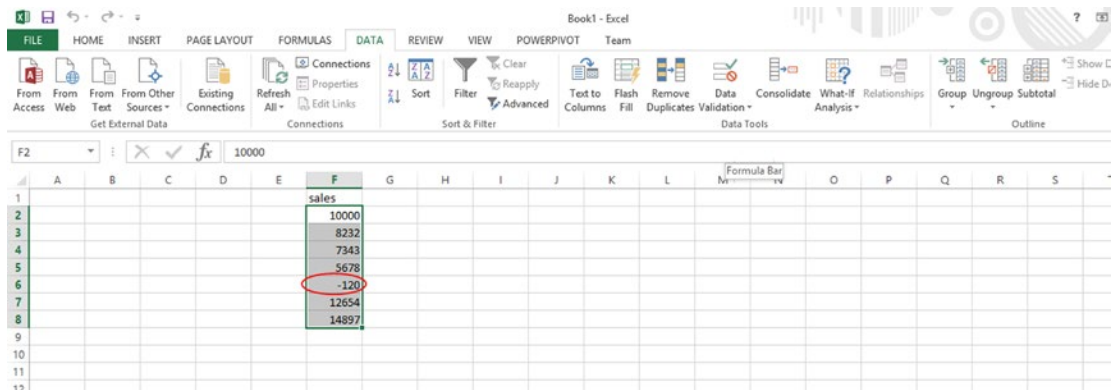 Book1 - Excel
FILE HOME INSERT PAGE LAYOUT FORMULAS DATA REVIEW VIEW POWERPIVOT Team
From Access
From Web
From Text
From Other Sources
Existing Connections
Get External Data
Refresh All
Connections
Properties
Edit Links
Connections
Sort
Filter
Clear
Reapply
Advanced
Sort & Filter
Text to Columns
Flash Fill
Remove Duplicates
Data Validation
Consolidate
What-If Analysis
Relationships
Data Tools
Group
Ungroup
Subtotal
Show
Hide
Outline
F2 fx 10000
Formula Bar
A B C D E F G H I J K L M N O P Q R S
1 sales
2 10000
3 8232
4 7343
5 5678
6 -120
7 12654
8 14897
9
10
11
12